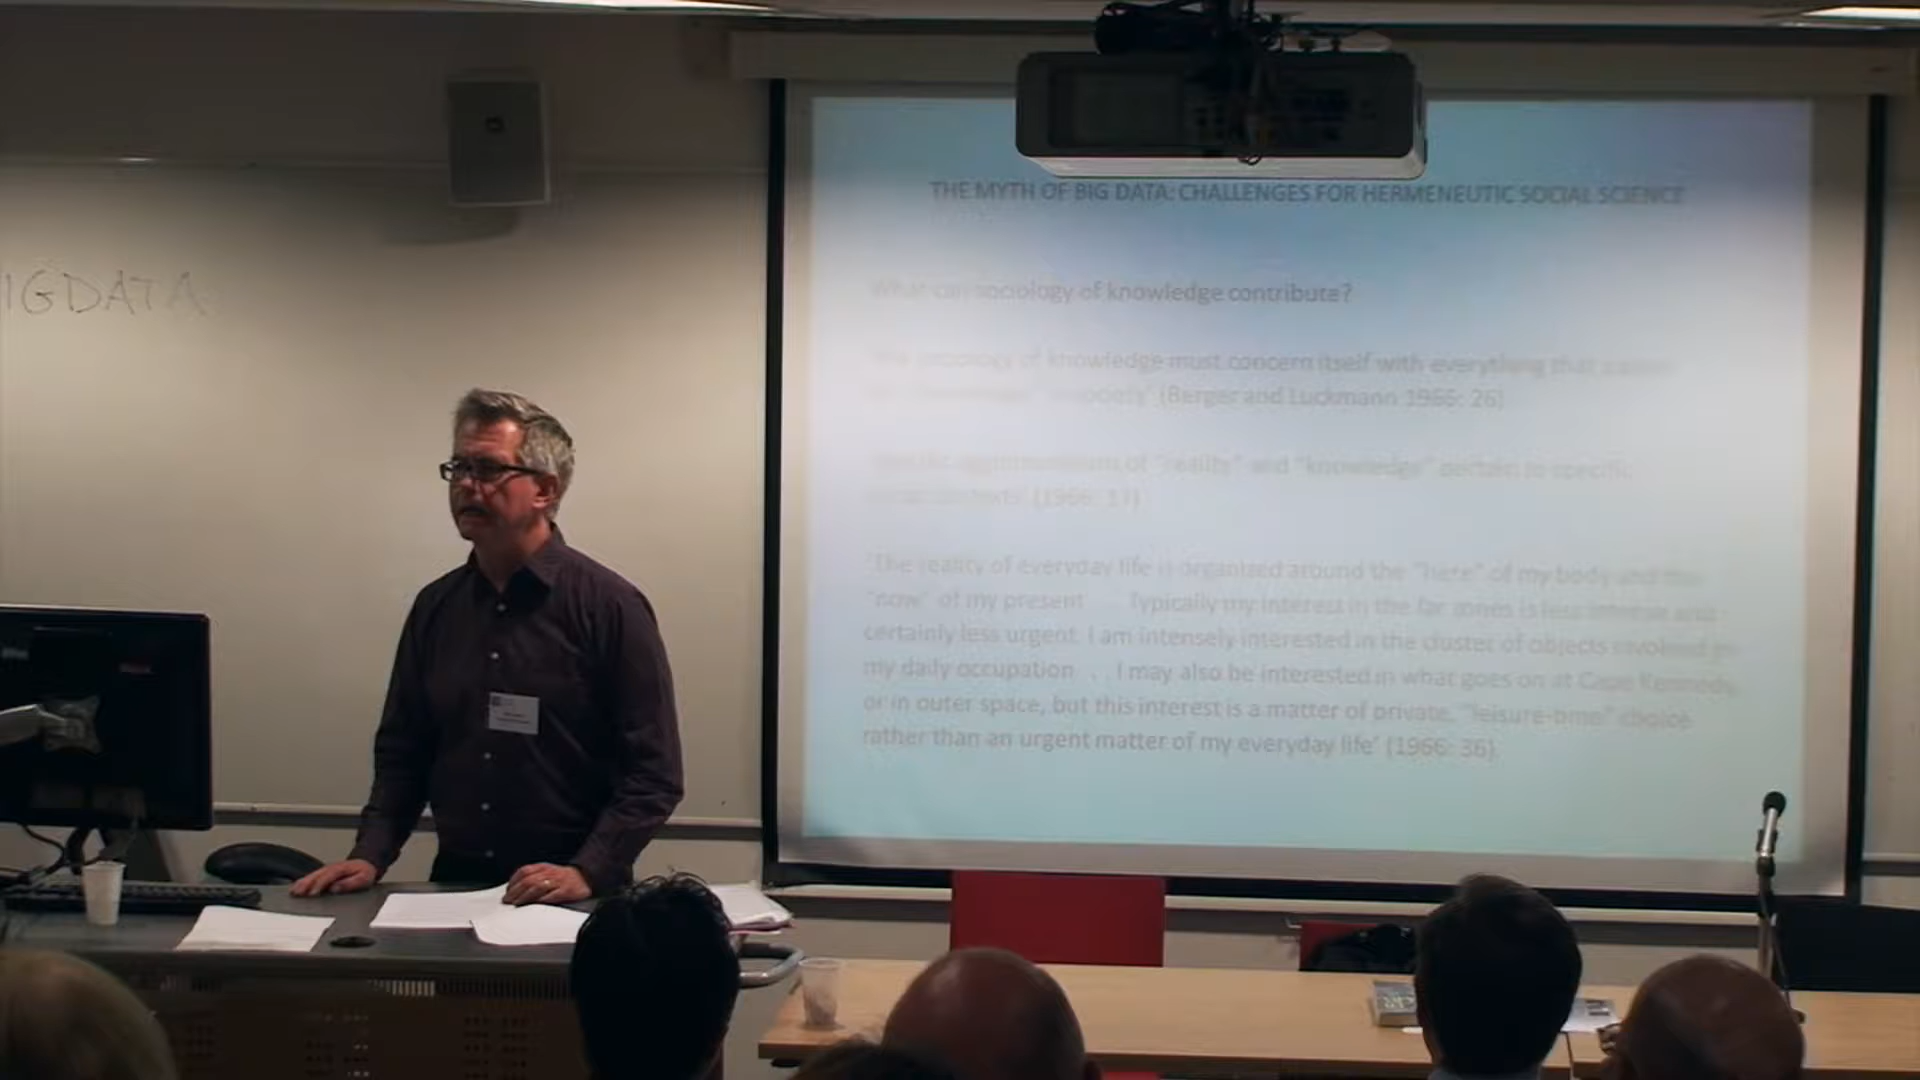 IGDATA
THE MYTH OF BIG DATA: CHALLENGES FOR HERMENEUTIC SOCIAL SCIENCE
What can sociology of knowledge contribute?
sociology of knowledge must concern itself with everything that
society' (Berger and Luckmann 1966: 26)
agglomerations of "reality" and "knowledge" pertain to specific
contexts' (1966: 17)
'The reality of everyday life is organized around the "here" of my body and the
"now" of my present . . . Typically my interest in the far zones is less intense and
certainly less urgent. I am intensely interested in the cluster of objects involved in
my daily occupation . . . I may also be interested in what goes on at Cape Kennedy
or in outer space, but this interest is a matter of private, "leisure-time" choice
rather than an urgent matter of my everyday life' (1966: 36).